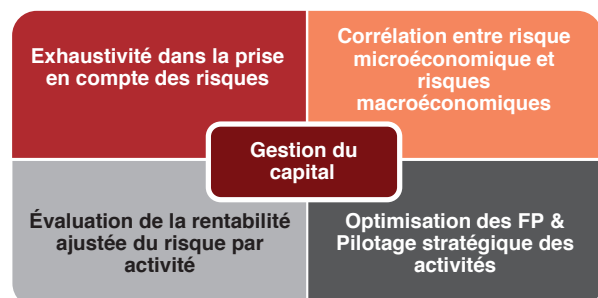 Exhaustivité dans la prise
en compte des risques
Corrélation entre risque
microéconomique et
risques
macroéconomiques
Gestion du
capital
Évaluation de la rentabilité
ajustée du risque par
activité
Optimisation des FP &
Pilotage stratégique des
activités